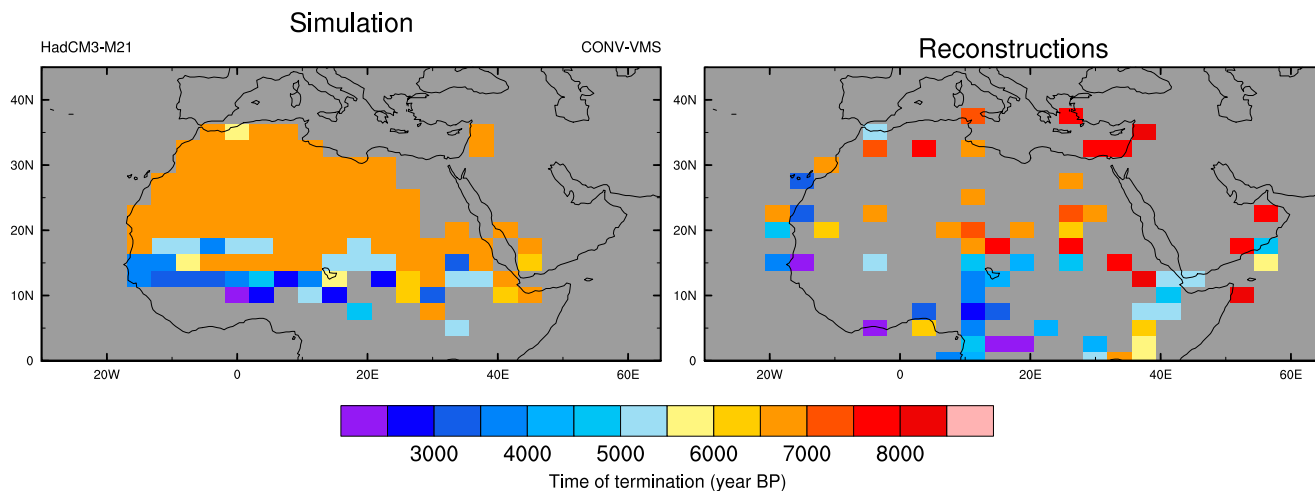 Simulation
HadCM3-M21 CONV-VMS
40N
30N
20N
10N
0
20W 0 20E 40E 60E
Reconstructions
40N
30N
20N
10N
0
20W 0 20E 40E 60E
3000 4000 5000 6000 7000 8000
Time of termination (year BP)